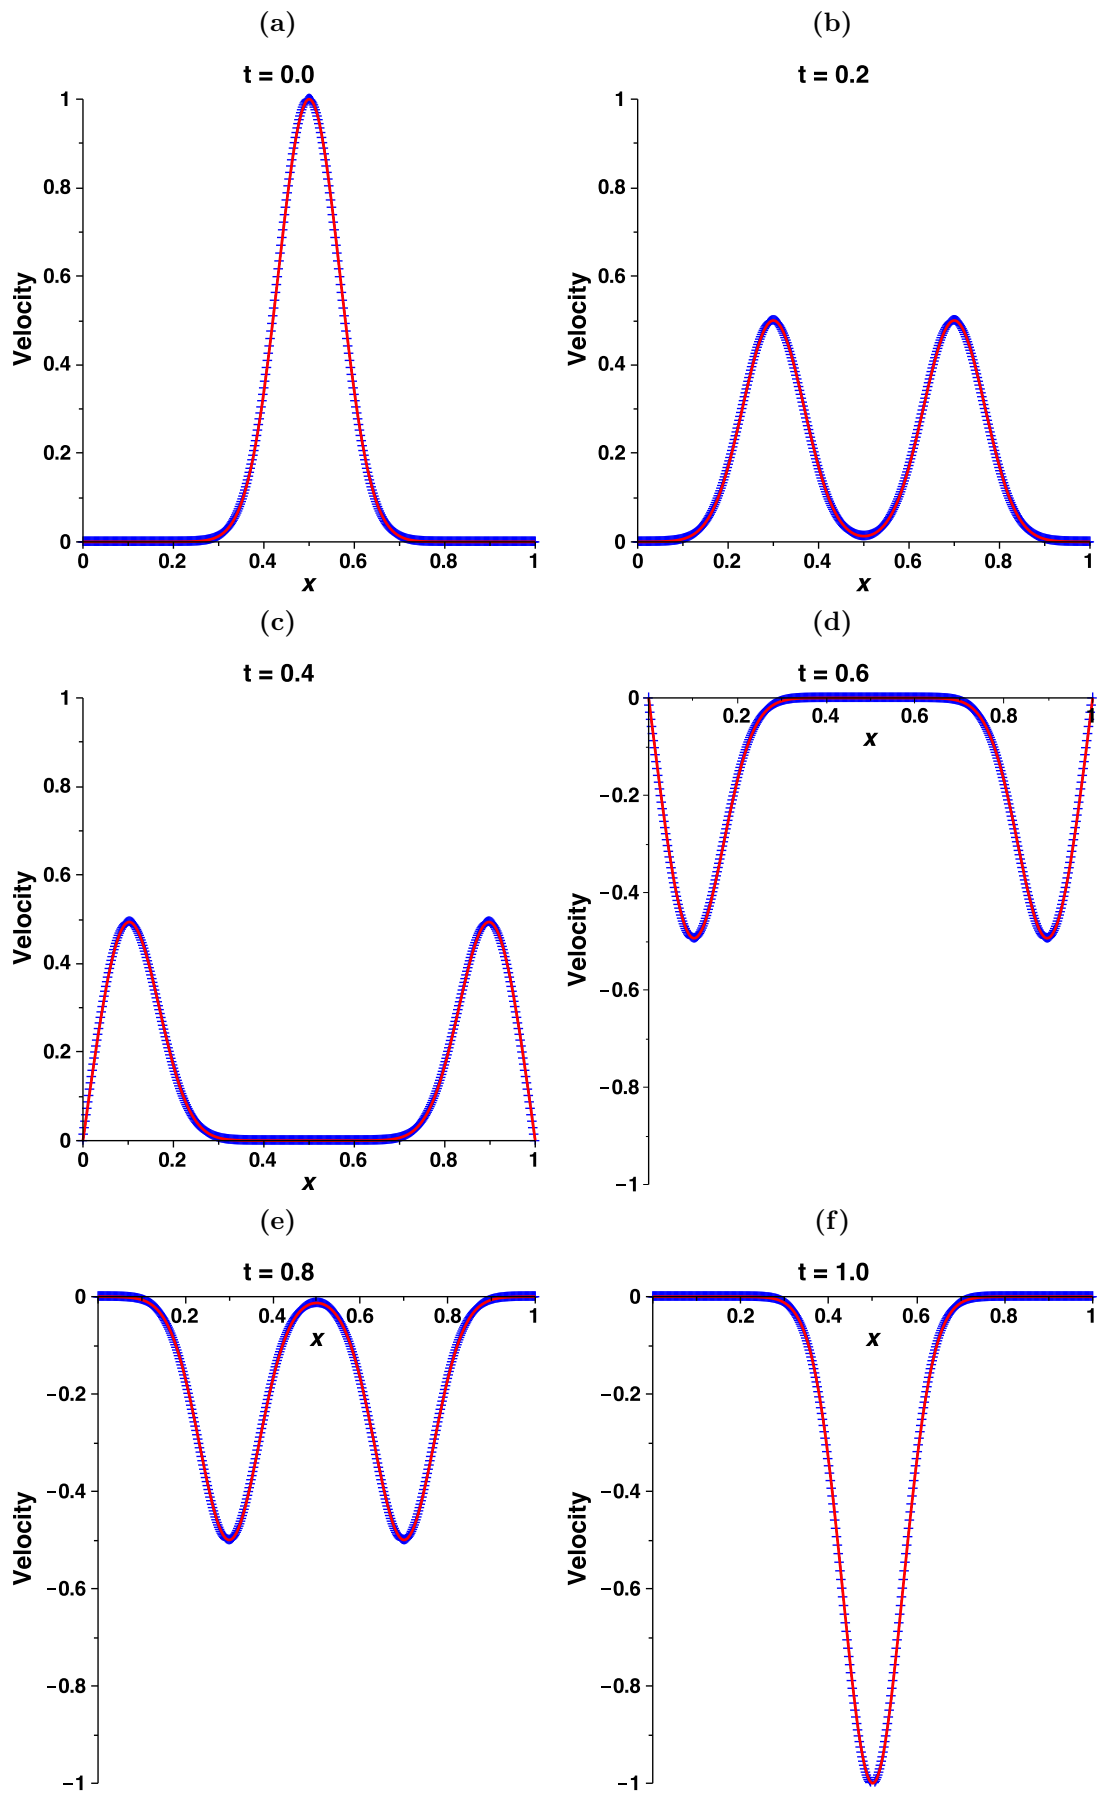 (a)
t = 0.0
1
0.8
0.6
0.4
0.2
0
Velocity
0 0.2 0.4 0.6 0.8 1
x
(b)
t = 0.2
1
0.8
0.6
0.4
0.2
0
Velocity
0 0.2 0.4 0.6 0.8 1
x
(c)
t = 0.4
1
0.8
0.6
0.4
0.2
0
Velocity
0 0.2 0.4 0.6 0.8 1
x
(d)
t = 0.6
0
0.2 0.4 0.6 0.8 1
x
−0.2
−0.4
−0.6
−0.8
−1
Velocity
(e)
t = 0.8
0
0.2 0.4 0.6 0.8 1
x
−0.2
−0.4
−0.6
−0.8
−1
Velocity
(f)
t = 1.0
0
0.2 0.4 0.6 0.8 1
x
−0.2
−0.4
−0.6
−0.8
−1
Velocity